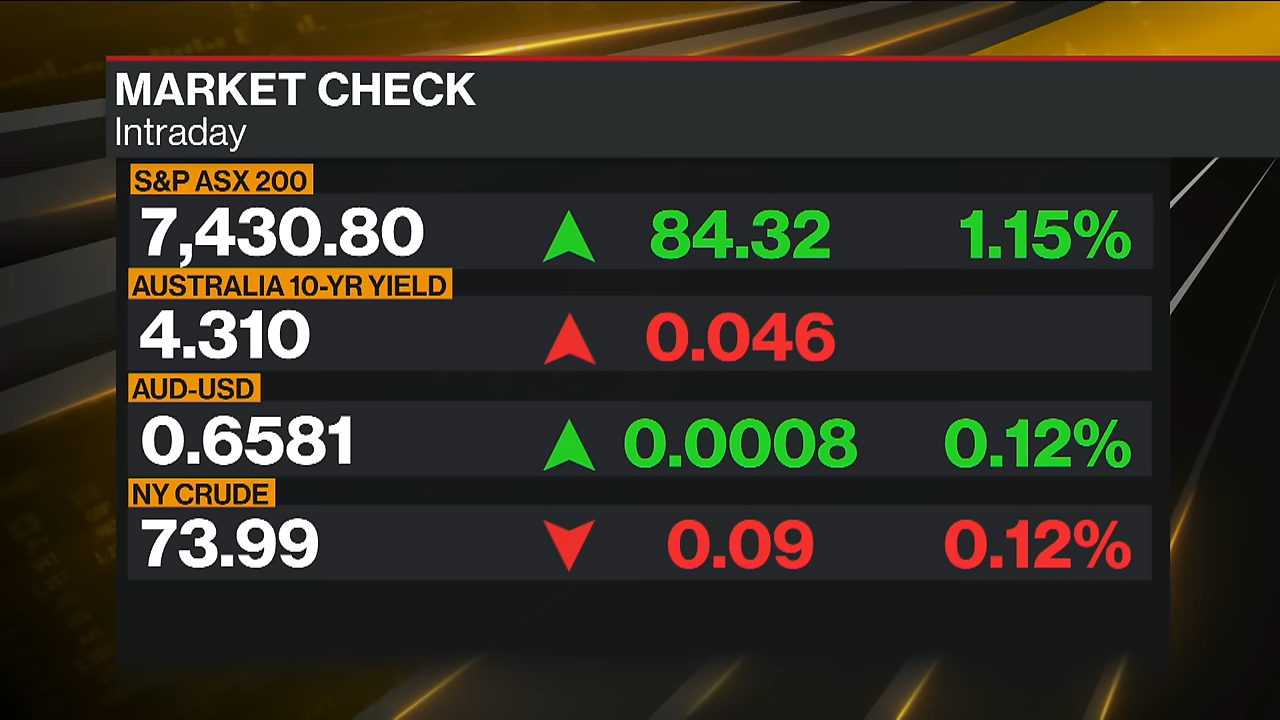 MARKET CHECK
Intraday
S&P ASX 200
7,430.80 84.32 1.15%
AUSTRALIA 10-YR YIELD
4.310 0.046
AUD-USD
0.6581 0.0008 0.12%
NY CRUDE
73.99 0.09 0.12%